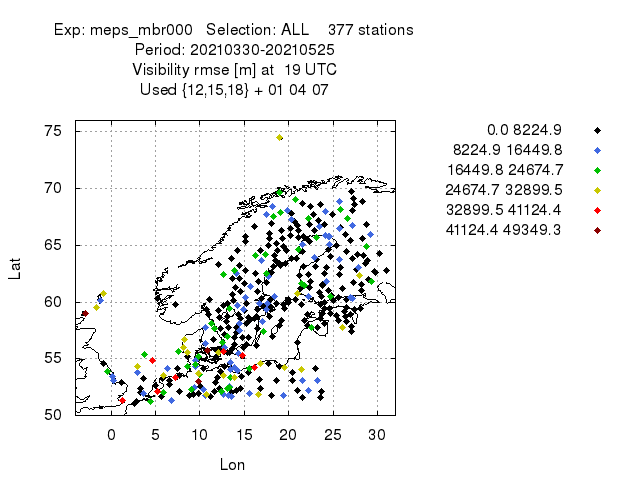 Exp: meps_mbr000   Selection: ALL    377 stations
Period: 20210330-20210525
Visibility rmse [m] at  19 UTC
Used {12,15,18} + 01 04 07
0.0 8224.9
8224.9 16449.8
16449.8 24674.7
24674.7 32899.5
32899.5 41124.4
41124.4 49349.3
75
70
65
60
55
50
Lat
0 5 10 15 20 25 30
Lon